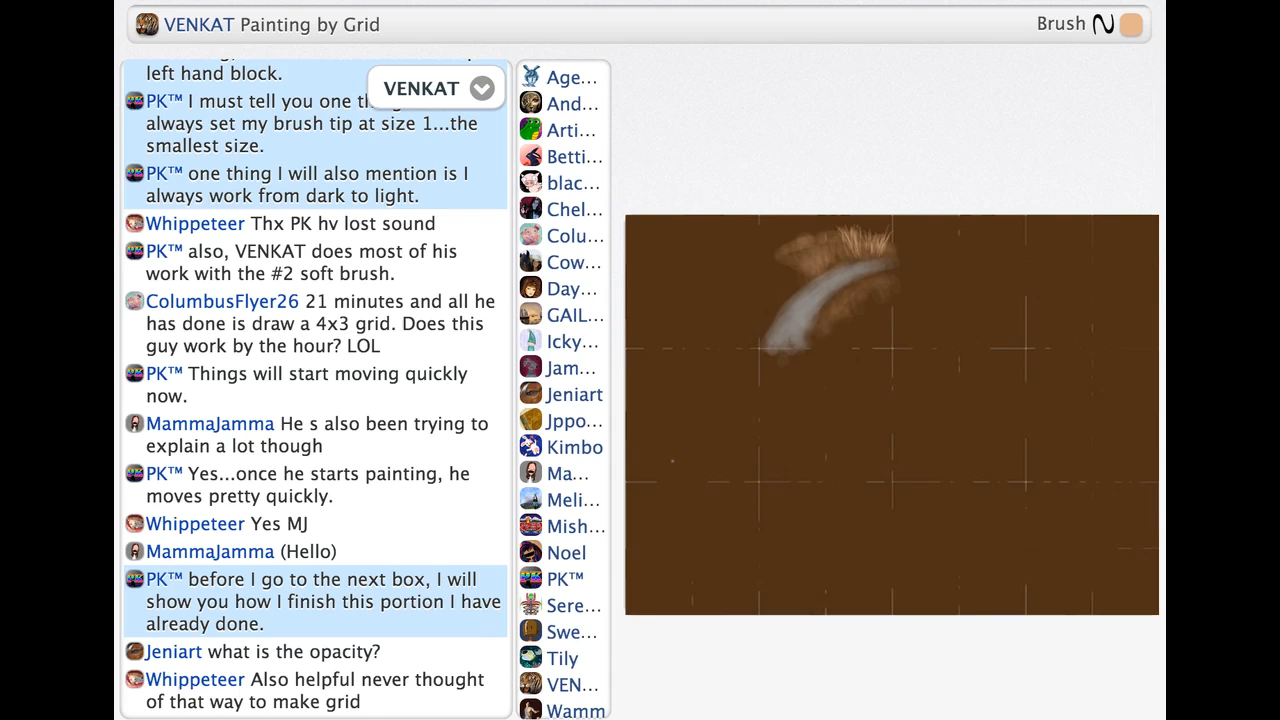 VENKAT Painting by Grid
Brush
left hand block.
VENKAT
PK™ I must tell you one
always set my brush tip at size 1...the
smallest size.
PK™ one thing I will also mention is I
always work from dark to light.
Whippeteer Thx PK hv lost sound
PK™ also, VENKAT does most of his
work with the #2 soft brush.
ColumbusFlyer26 21 minutes and all he
has done is draw a 4x3 grid. Does this
guy work by the hour? LOL
PK™ Things will start moving quickly
now.
MammaJamma He s also been trying to
explain a lot though
PK™ Yes...once he starts painting, he
moves pretty quickly.
Whippeteer Yes MJ
MammaJamma (Hello)
PK™ before I go to the next box, I will
show you how I finish this portion I have
already done.
Jeniart what is the opacity?
Whippeteer Also helpful never thought
of that way to make grid
Age...
And...
Arti...
Betti...
blac...
Chel...
Colu...
Cow...
Day...
GAIL...
Icky...
Jam...
Jeniart
Jppo...
Kimbo
Ma...
Meli...
Mish...
Noel
PK™
Sere...
Swe...
Tily
VEN...
Wamm